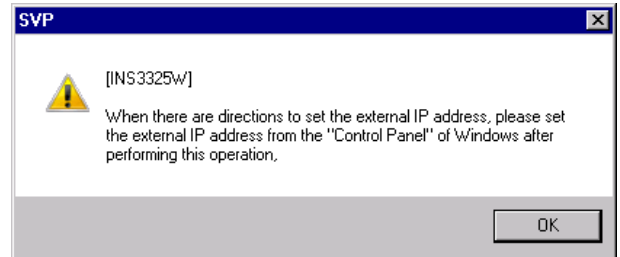 SVP
[INS3325W]
When there are directions to set the external IP address, please set
the external IP address from the "Control Panel" of Windows after
performing this operation,
OK